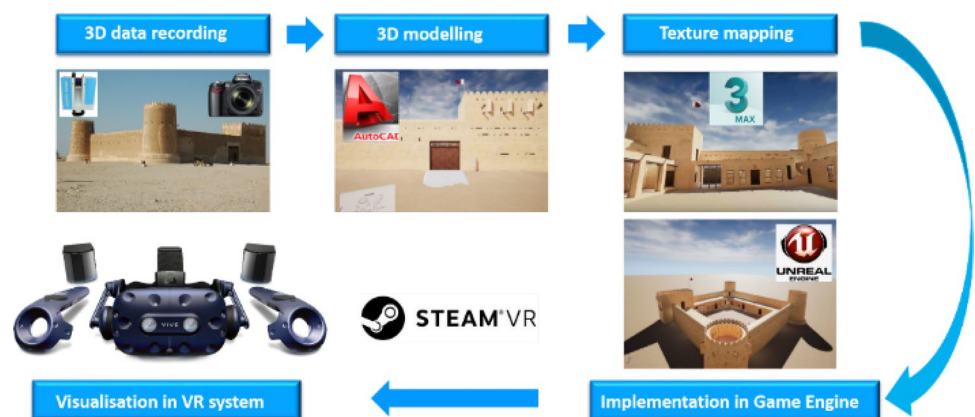 3D data recording
3D modelling
Texture mapping
AutoCAD
3
MAX
UNREAL
ENGINE
VIVE
STEAM®VR
Visualisation in VR system
Implementation in Game Engine